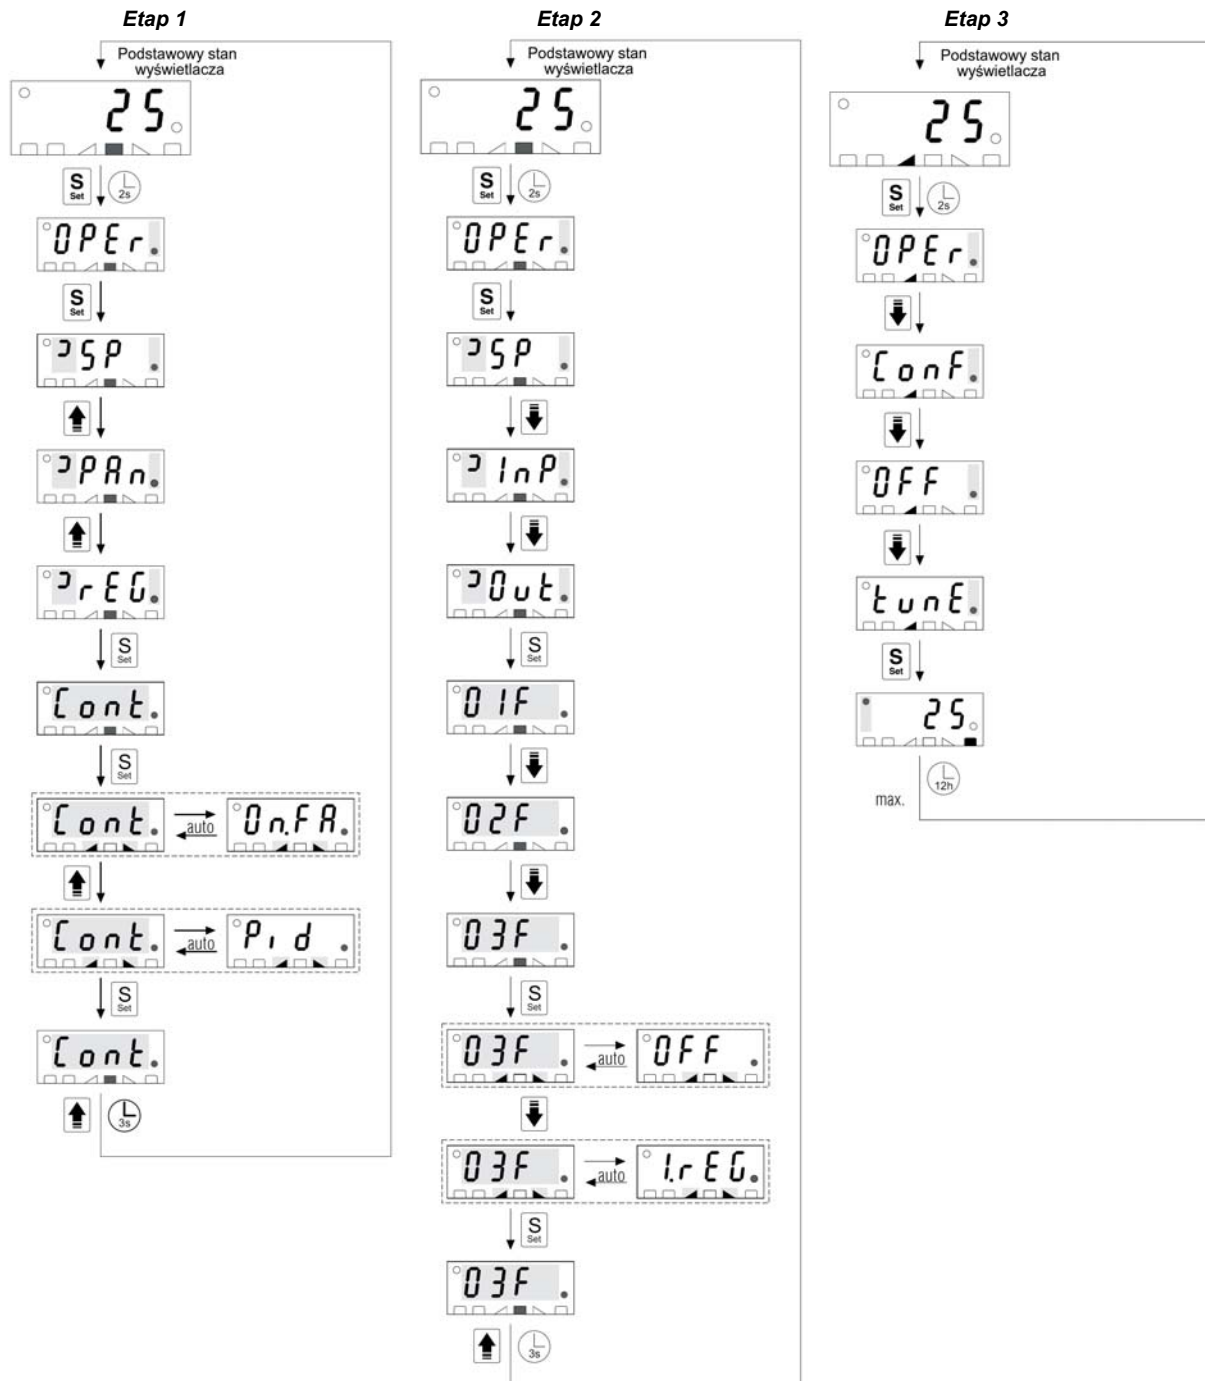 Etap 1
Podstawowy stan
wyświetlacza
25
S
Set
2s
OPEr
S
Set
SP
PAn
rEG
S
Set
Cont
S
Set
Cont
auto
On.FA
Cont
auto
Pid
S
Set
Cont
3s
Etap 2
Podstawowy stan
wyświetlacza
25
S
Set
2s
OPEr
S
Set
SP
InP
Out
S
Set
01F
02F
03F
S
Set
03F
auto
OFF
03F
auto
1.rEG
S
Set
03F
3s
Etap 3
Podstawowy stan
wyświetlacza
25
S
Set
2s
OPEr
ConF
OFF
tunE
S
Set
25
max.
12h